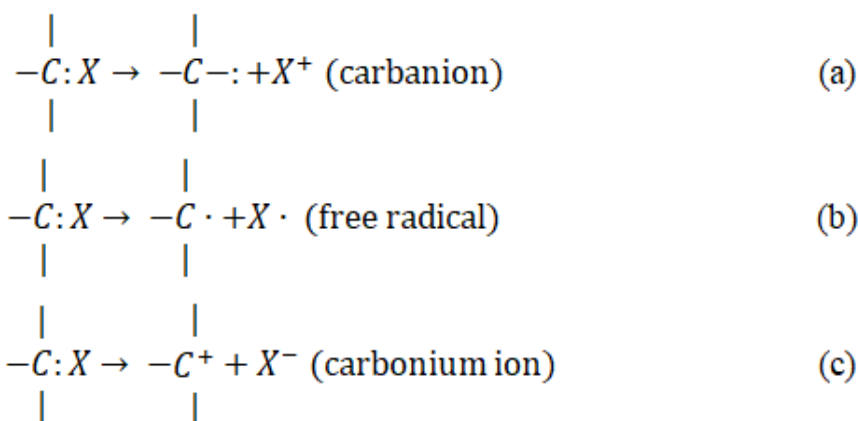 | |
−C: X → −C−: +X⁺ (carbanion) (a)
| |
| |
−C: X → −C · +X · (free radical) (b)
| |
| |
−C: X → −C⁺ + X⁻ (carbonium ion) (c)
| |